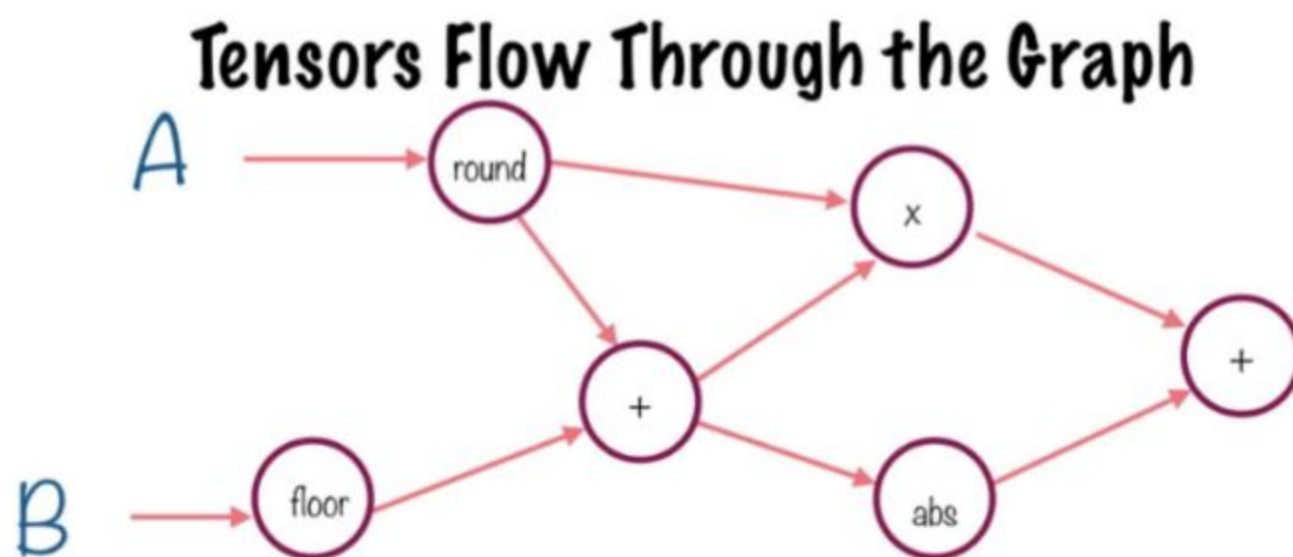 Tensors Flow Through the Graph
A
round
x
+
+
B
floor
abs